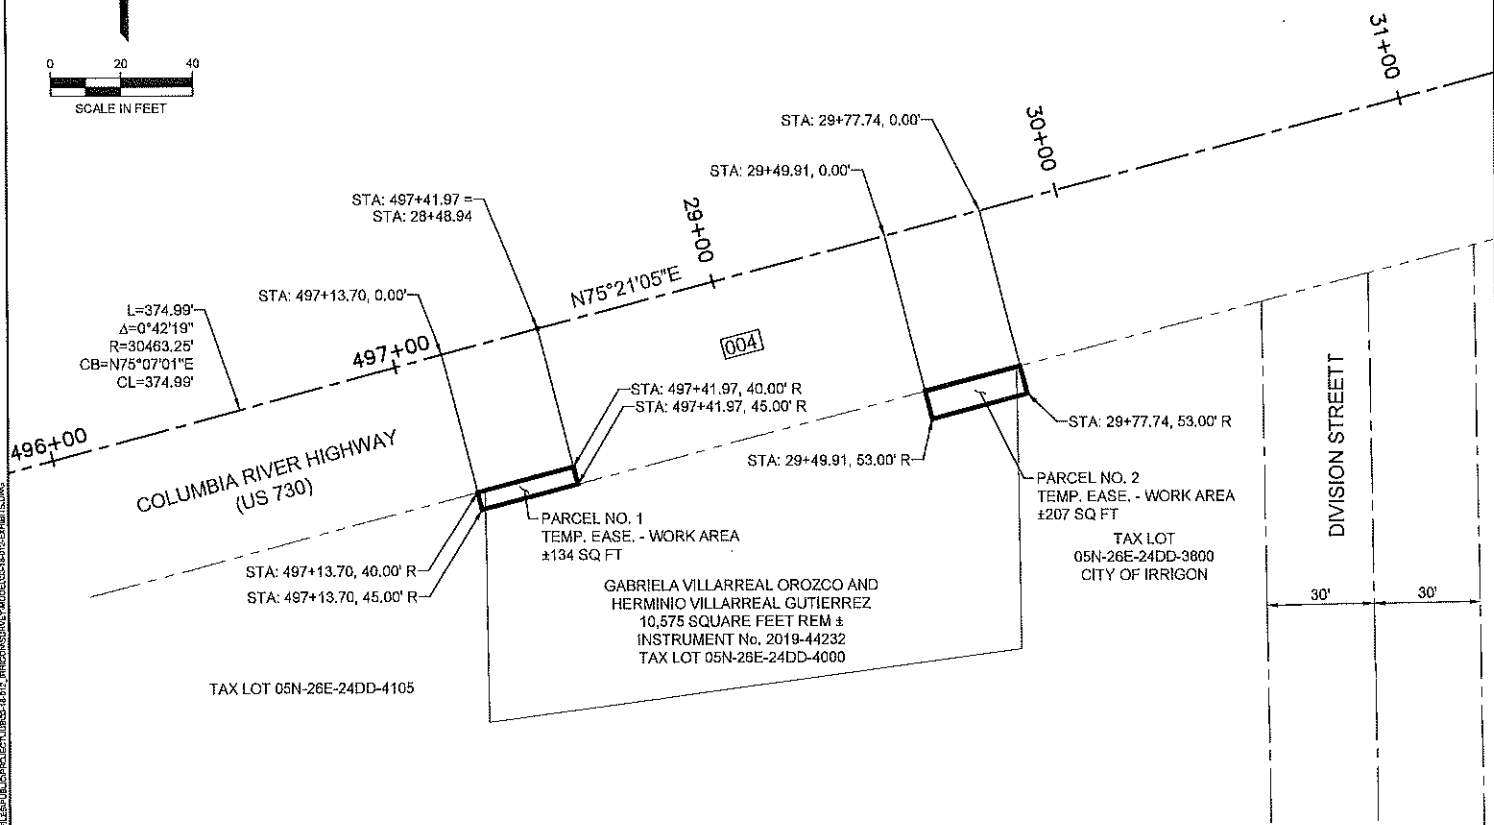 0 20 40
SCALE IN FEET
31+00
STA: 29+77.74, 0.00'
30+00
STA: 29+49.91, 0.00'
STA: 497+41.97 =
STA: 28+48.94
29+00
N75°21'05"E
STA: 497+13.70, 0.00'
L=374.99'
Δ=0°42'19"
R=30463.25'
CB=N75°07'01"E
CL=374.99'
497+00
004
496+00
COLUMBIA RIVER HIGHWAY
(US 730)
STA: 497+41.97, 40.00' R
STA: 497+41.97, 45.00' R
STA: 29+77.74, 53.00' R
STA: 29+49.91, 53.00' R
DIVISION STREETT
PARCEL NO. 2
TEMP. EASE. - WORK AREA
±207 SQ FT
PARCEL NO. 1
TEMP. EASE. - WORK AREA
±134 SQ FT
TAX LOT
05N-26E-24DD-3800
CITY OF IRRIGON
STA: 497+13.70, 40.00' R
STA: 497+13.70, 45.00' R
GABRIELA VILLARREAL OROZCO AND
HERMINIO VILLARREAL GUTIERREZ
10,575 SQUARE FEET REM ±
INSTRUMENT No. 2019-44232
TAX LOT 05N-26E-24DD-4000
30' 30'
TAX LOT 05N-26E-24DD-4105